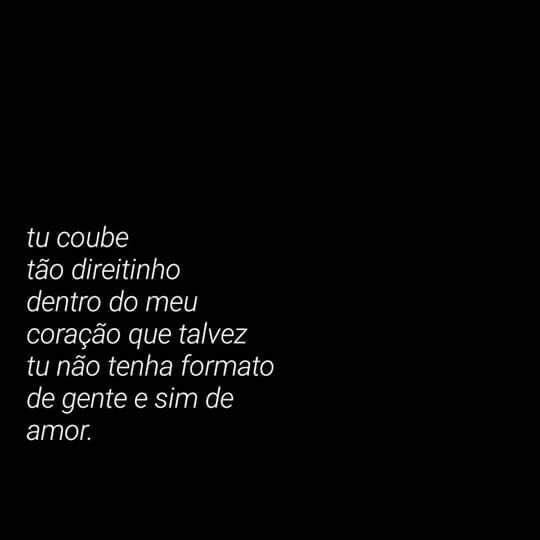 tu coube
tão direitinho
dentro do meu
coração que talvez
tu não tenha formato
de gente e sim de
amor.